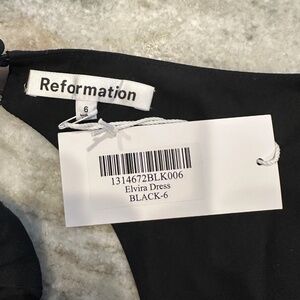 Reformation
6
1314672BLK006
Elvira Dress
BLACK-6